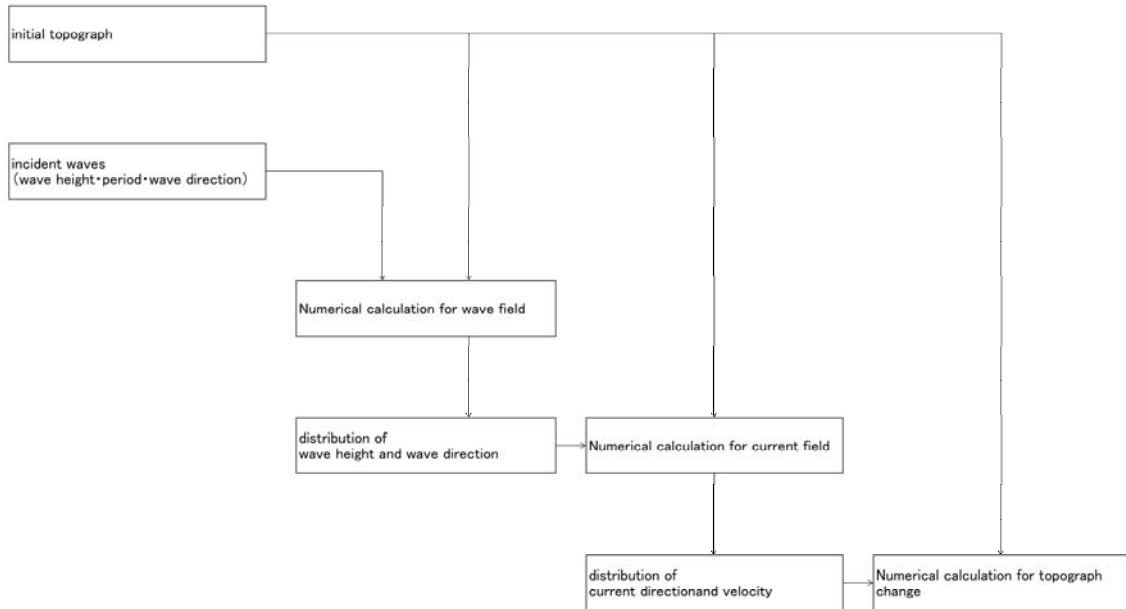 initial topograph
incident waves
(wave height・period・wave direction)
Numerical calculation for wave field
distribution of
wave height and wave direction
Numerical calculation for current field
distribution of
current directionand velocity
Numerical calculation for topograph
change